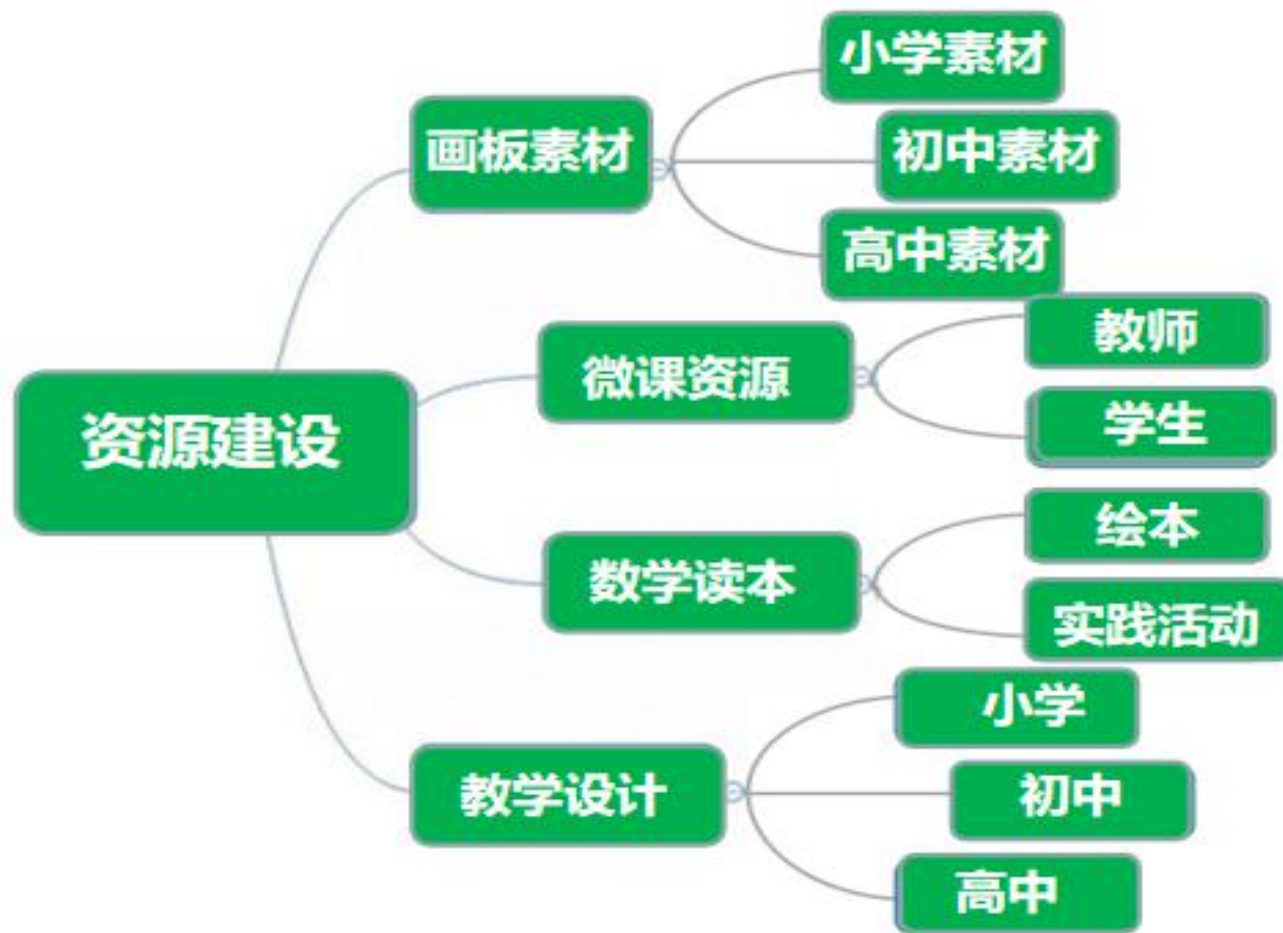 资源建设
画板素材
小学素材
初中素材
高中素材
微课资源
教师
学生
数学读本
绘本
实践活动
教学设计
小学
初中
高中